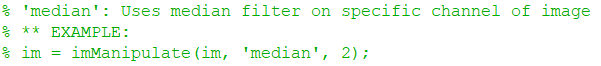 % 'median': Uses median filter on specific channel of image
% ** EXAMPLE:
% im = imManipulate(im, 'median', 2);